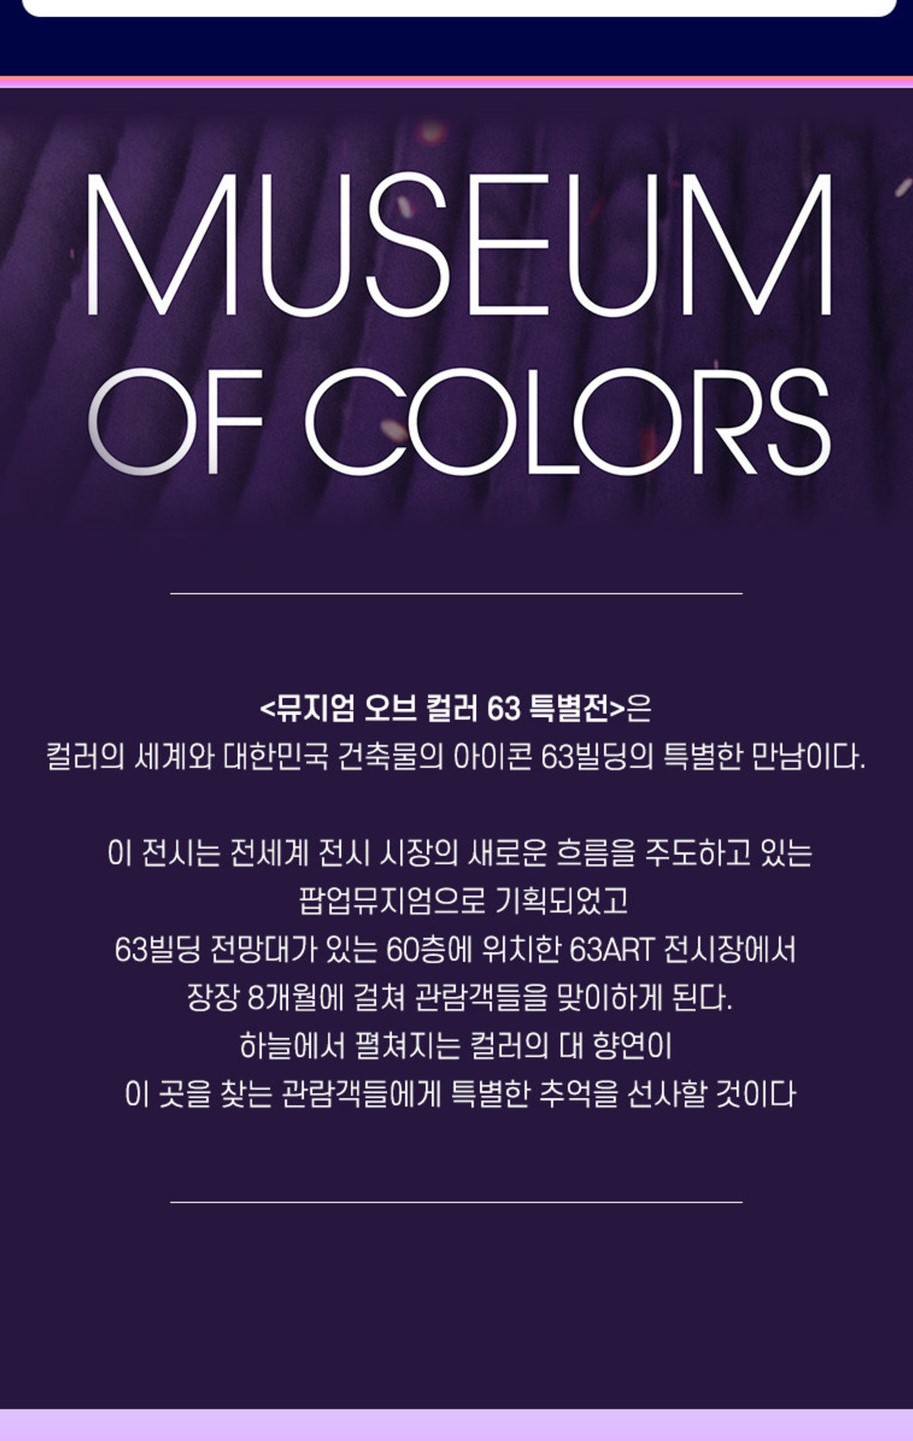 MUSEUM
OF COLORS
<뮤지엄 오브 컬러 63 특별전>은
컬러의 세계와 대한민국 건축물의 아이콘 63빌딩의 특별한 만남이다.
이 전시는 전세계 전시 시장의 새로운 흐름을 주도하고 있는
팝업뮤지엄으로 기획되었고
63빌딩 전망대가 있는 60층에 위치한 63ART 전시장에서
장장 8개월에 걸쳐 관람객들을 맞이하게 된다.
하늘에서 펼쳐지는 컬러의 대 향연이
이 곳을 찾는 관람객들에게 특별한 추억을 선사할 것이다